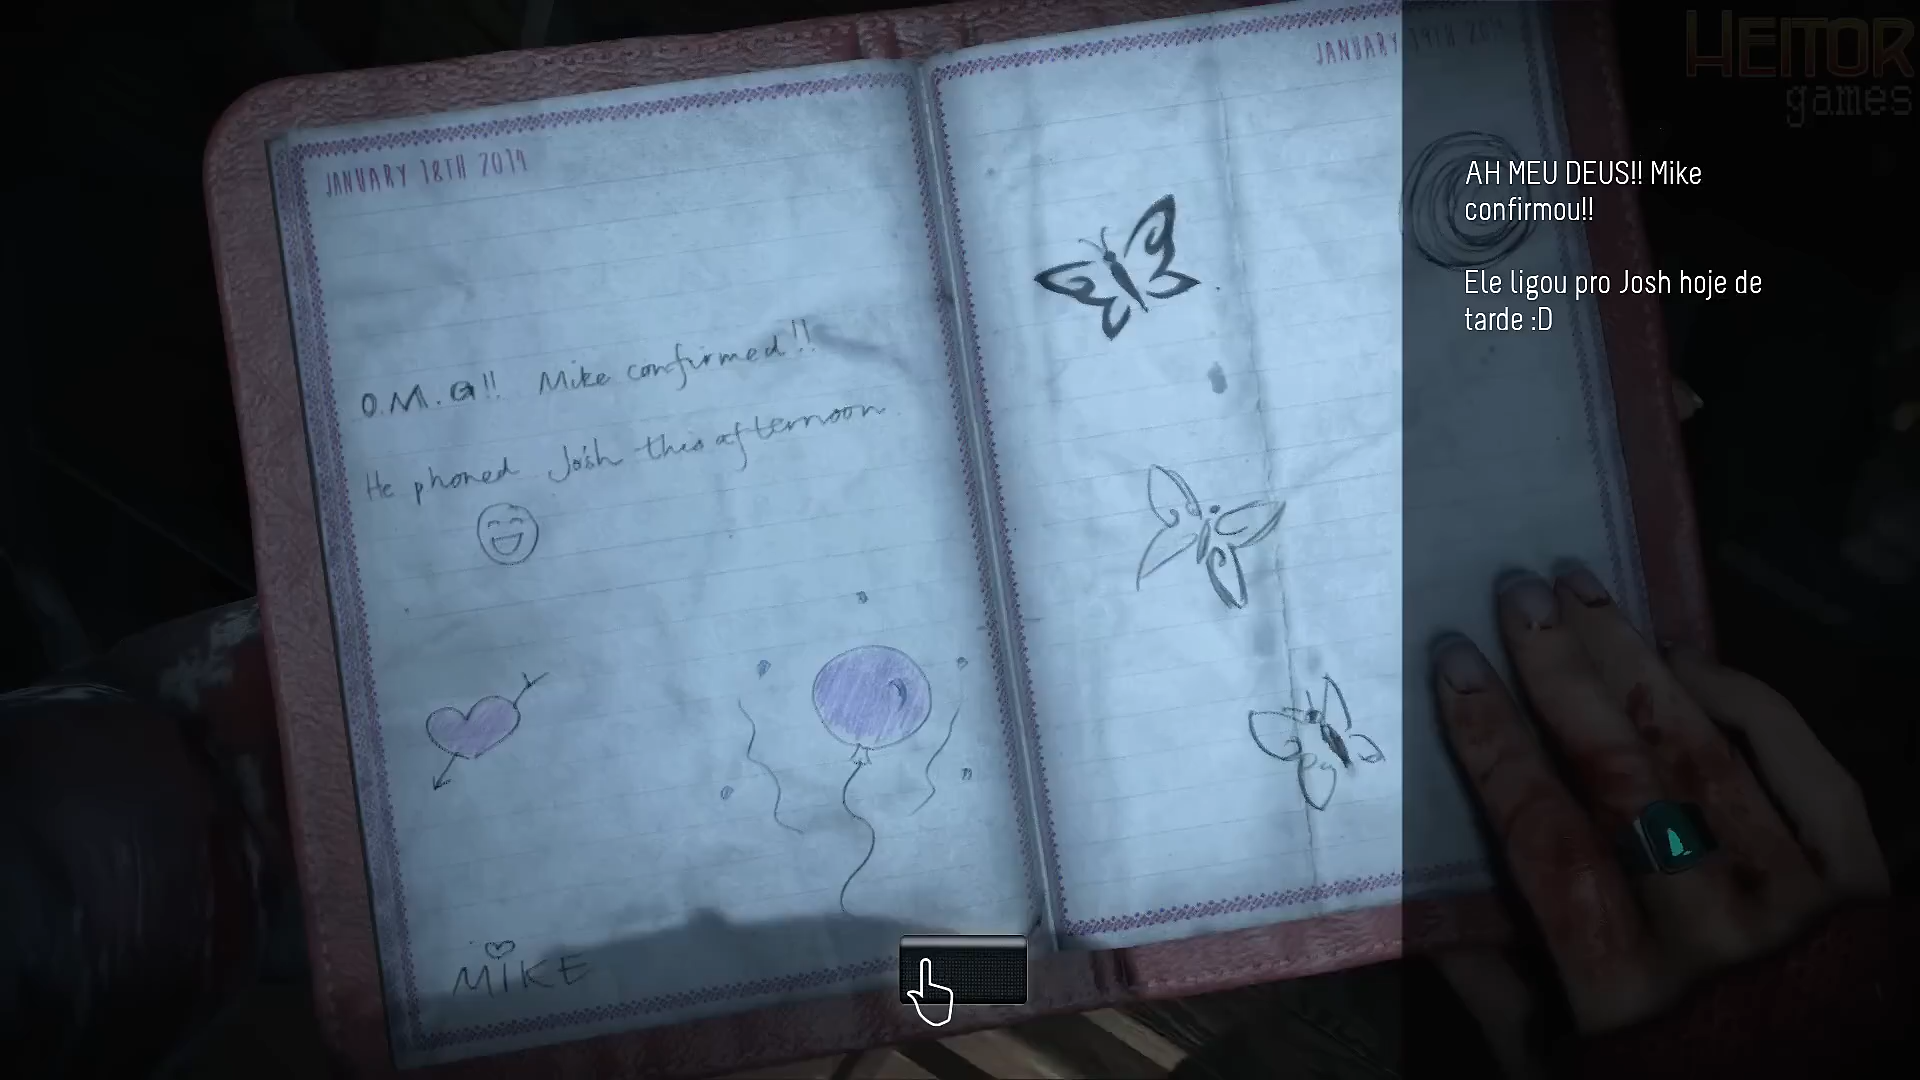 JANUARY 18TH 2014
O.M.G!! Mike confirmed!!
He phoned Josh this afternoon.
MIKE
JANUARY 19TH 201
HEITOR
games
AH MEU DEUS!! Mike
confirmou!!
Ele ligou pro Josh hoje de
tarde :D